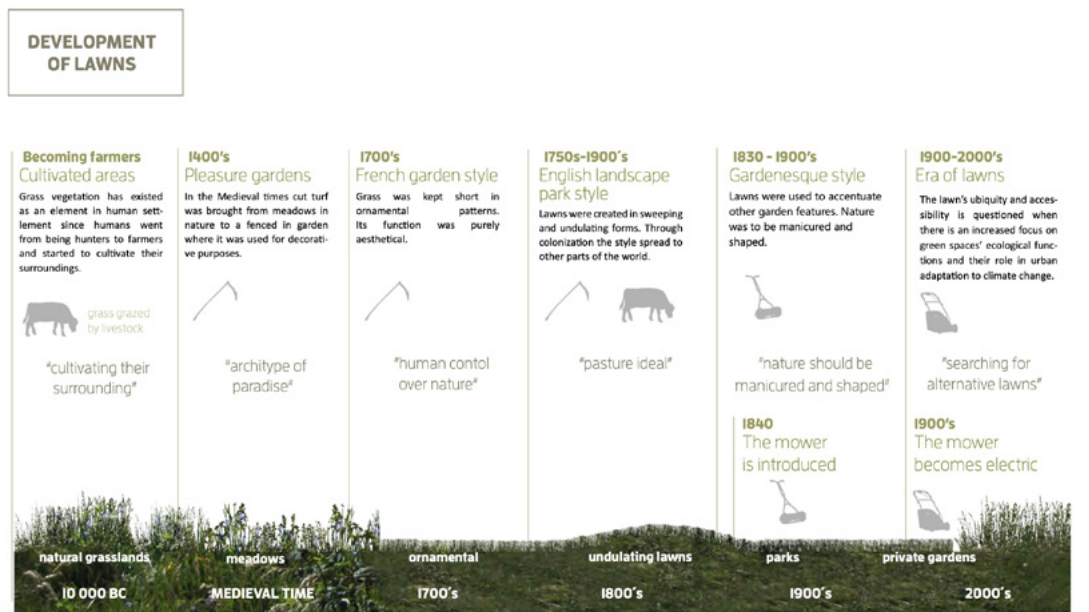 DEVELOPMENT
OF LAWNS
Becoming farmers
Cultivated areas
Grass vegetation has existed
as an element in human sett-
lement since humans went
from being hunters to farmers
and started to cultivate their
surroundings.
grass grazed
by livestock
"cultivating their
surrounding"
1400's
Pleasure gardens
In the Medieval times cut turf
was brought from meadows in
nature to a fenced in garden
where it was used for decorati-
ve purposes.
"architype of
paradise"
1700's
French garden style
Grass was kept short in
ornamental patterns.
Its function was purely
aesthetical.
"human contol
over nature"
1750s-1900´s
English landscape
park style
Lawns were created in sweeping
and undulating forms. Through
colonization the style spread to
other parts of the world.
"pasture ideal"
1830 - 1900's
Gardenesque style
Lawns were used to accentuate
other garden features. Nature
was to be manicured and
shaped.
"nature should be
manicured and shaped"
1840
The mower
is introduced
1900-2000's
Era of lawns
The lawn's ubiquity and acces-
sibility is questioned when
there is an increased focus on
green spaces' ecological func-
tions and their role in urban
adaptation to climate change.
"searching for
alternative lawns"
1900's
The mower
becomes electric
natural grasslands
meadows
ornamental
undulating lawns
parks
private gardens
10 000 BC
MEDIEVAL TIME
1700´s
1800´s
1900´s
2000´s